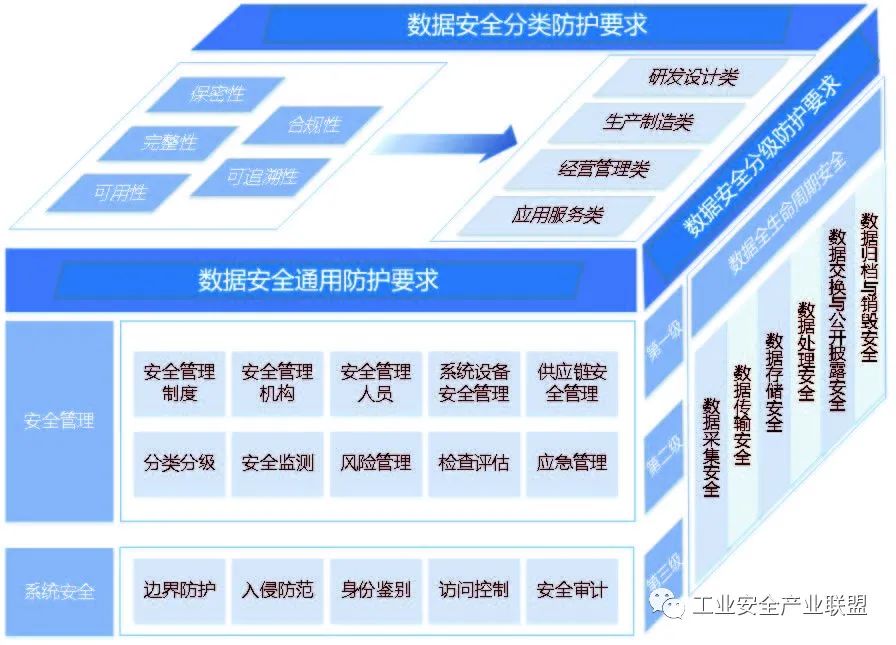 数据安全分类防护要求
保密性
完整性
合规性
可用性
可追溯性
研发设计类
生产制造类
经营管理类
应用服务类
数据安全通用防护要求
安全管理
安全管理
制度
安全管理
机构
安全管理
人员
系统设备
安全管理
供应链安
全管理
分类分级
安全监测
风险管理
检查评估
应急管理
系统安全
边界防护
入侵防范
身份鉴别
访问控制
安全审计
数据安全分级防护要求
第一级
第二级
第三级
数据全生命周期安全
数据采集安全
数据传输安全
数据存储安全
数据处理安全
数据交换与公开披露安全
数据归档与销毁安全
工业安全产业联盟